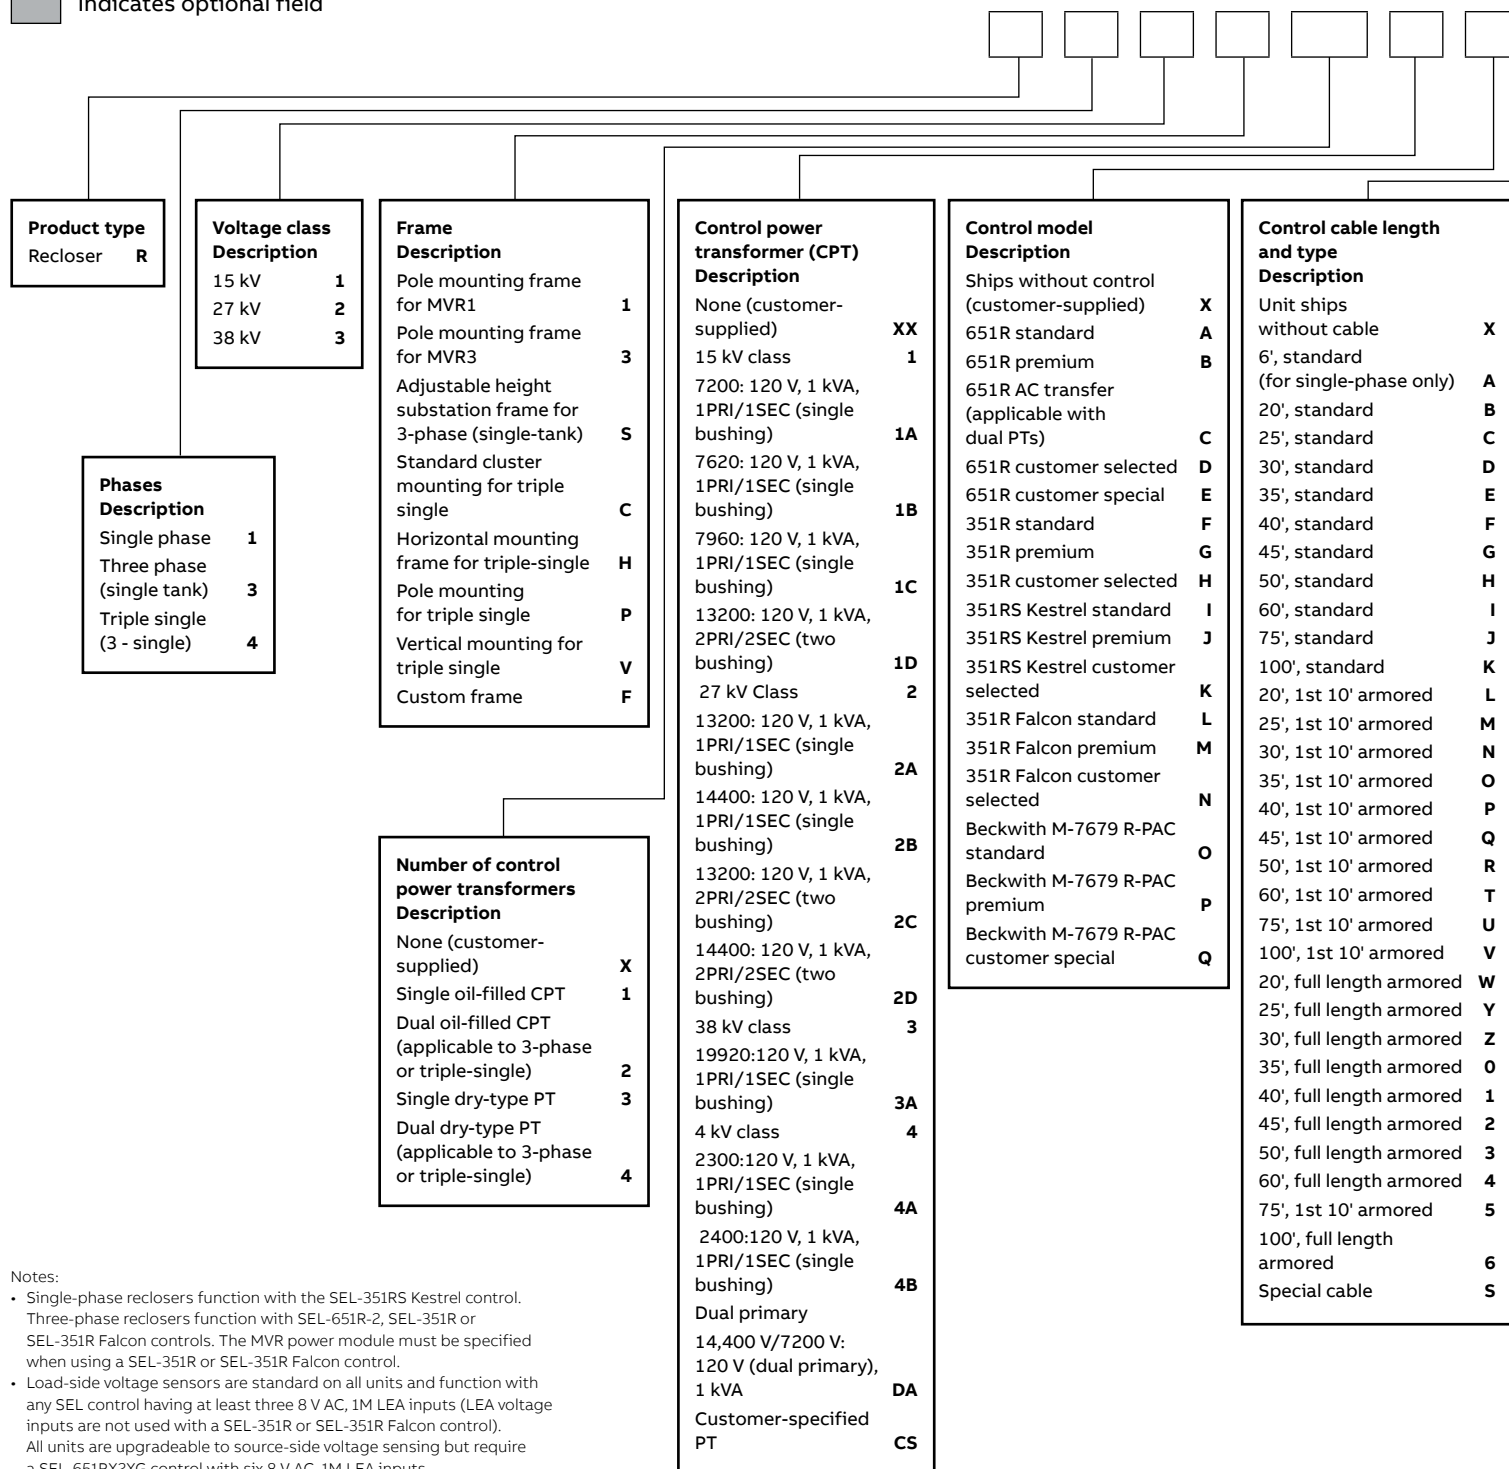 Indicates optional field
Product type
Recloser R
Voltage class
Description
15 kV 1
27 kV 2
38 kV 3
Phases
Description
Single phase 1
Three phase
(single tank) 3
Triple single
(3 - single) 4
Frame
Description
Pole mounting frame
for MVR1 1
Pole mounting frame
for MVR3 3
Adjustable height
substation frame for
3-phase (single-tank) S
Standard cluster
mounting for triple
single C
Horizontal mounting
frame for triple-single H
Pole mounting
for triple single P
Vertical mounting for
triple single V
Custom frame F
Number of control
power transformers
Description
None (customer-
supplied) X
Single oil-filled CPT 1
Dual oil-filled CPT
(applicable to 3-phase
or triple-single) 2
Single dry-type PT 3
Dual dry-type PT
(applicable to 3-phase
or triple-single) 4
Control power
transformer (CPT)
Description
None (customer-
supplied) XX
15 kV class 1
7200: 120 V, 1 kVA,
1PRI/1SEC (single
bushing) 1A
7620: 120 V, 1 kVA,
1PRI/1SEC (single
bushing) 1B
7960: 120 V, 1 kVA,
1PRI/1SEC (single
bushing) 1C
13200: 120 V, 1 kVA,
2PRI/2SEC (two
bushing) 1D
27 kV Class 2
13200: 120 V, 1 kVA,
1PRI/1SEC (single
bushing) 2A
14400: 120 V, 1 kVA,
1PRI/1SEC (single
bushing) 2B
13200: 120 V, 1 kVA,
2PRI/2SEC (two
bushing) 2C
14400: 120 V, 1 kVA,
2PRI/2SEC (two
bushing) 2D
38 kV class 3
19920:120 V, 1 kVA,
1PRI/1SEC (single
bushing) 3A
4 kV class 4
2300:120 V, 1 kVA,
1PRI/1SEC (single
bushing) 4A
2400:120 V, 1 kVA,
1PRI/1SEC (single
bushing) 4B
Dual primary
14,400 V/7200 V:
120 V (dual primary),
1 kVA DA
Customer-specified
PT CS
Control model
Description
Ships without control
(customer-supplied) X
651R standard A
651R premium B
651R AC transfer
(applicable with
dual PTs) C
651R customer selected D
651R customer special E
351R standard F
351R premium G
351R customer selected H
351RS Kestrel standard I
351RS Kestrel premium J
351RS Kestrel customer
selected K
351R Falcon standard L
351R Falcon premium M
351R Falcon customer
selected N
Beckwith M-7679 R-PAC
standard O
Beckwith M-7679 R-PAC
premium P
Beckwith M-7679 R-PAC
customer special Q
Control cable length
and type
Description
Unit ships
without cable X
6', standard
(for single-phase only) A
20', standard B
25', standard C
30', standard D
35', standard E
40', standard F
45', standard G
50', standard H
60', standard I
75', standard J
100', standard K
20', 1st 10' armored L
25', 1st 10' armored M
30', 1st 10' armored N
35', 1st 10' armored O
40', 1st 10' armored P
45', 1st 10' armored Q
50', 1st 10' armored R
60', 1st 10' armored T
75', 1st 10' armored U
100', 1st 10' armored V
20', full length armored W
25', full length armored Y
30', full length armored Z
35', full length armored 0
40', full length armored 1
45', full length armored 2
50', full length armored 3
60', full length armored 4
75', 1st 10' armored 5
100', full length
armored 6
Special cable S
Notes:
• Single-phase reclosers function with the SEL-351RS Kestrel control.
Three-phase reclosers function with SEL-651R-2, SEL-351R or
SEL-351R Falcon controls. The MVR power module must be specified
when using a SEL-351R or SEL-351R Falcon control.
• Load-side voltage sensors are standard on all units and function with
any SEL control having at least three 8 V AC, 1M LEA inputs (LEA voltage
inputs are not used with a SEL-351R or SEL-351R Falcon control).
All units are upgradeable to source-side voltage sensing but require
a SEL-651RX2XG control with six 8 V AC, 1M LEA inputs.